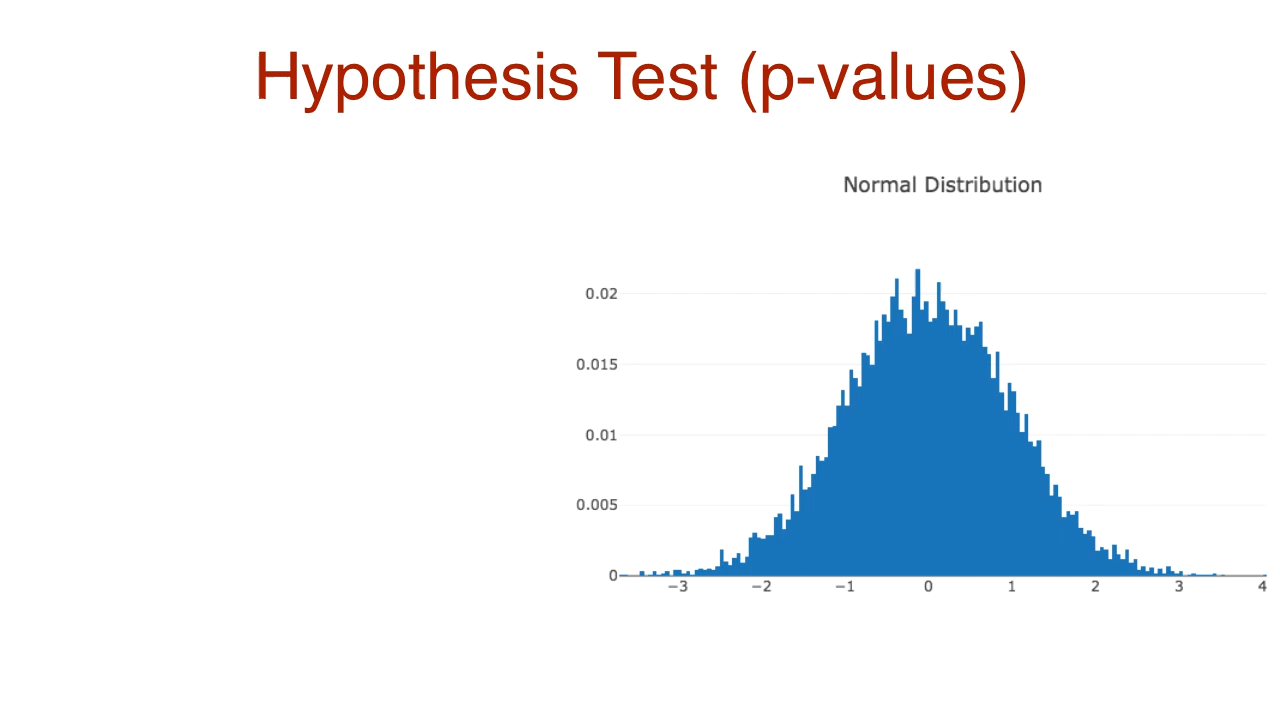 Hypothesis Test (p-values)
Normal Distribution
0.02
0.015
0.01
0.005
0
−3 −2 −1 0 1 2 3 4